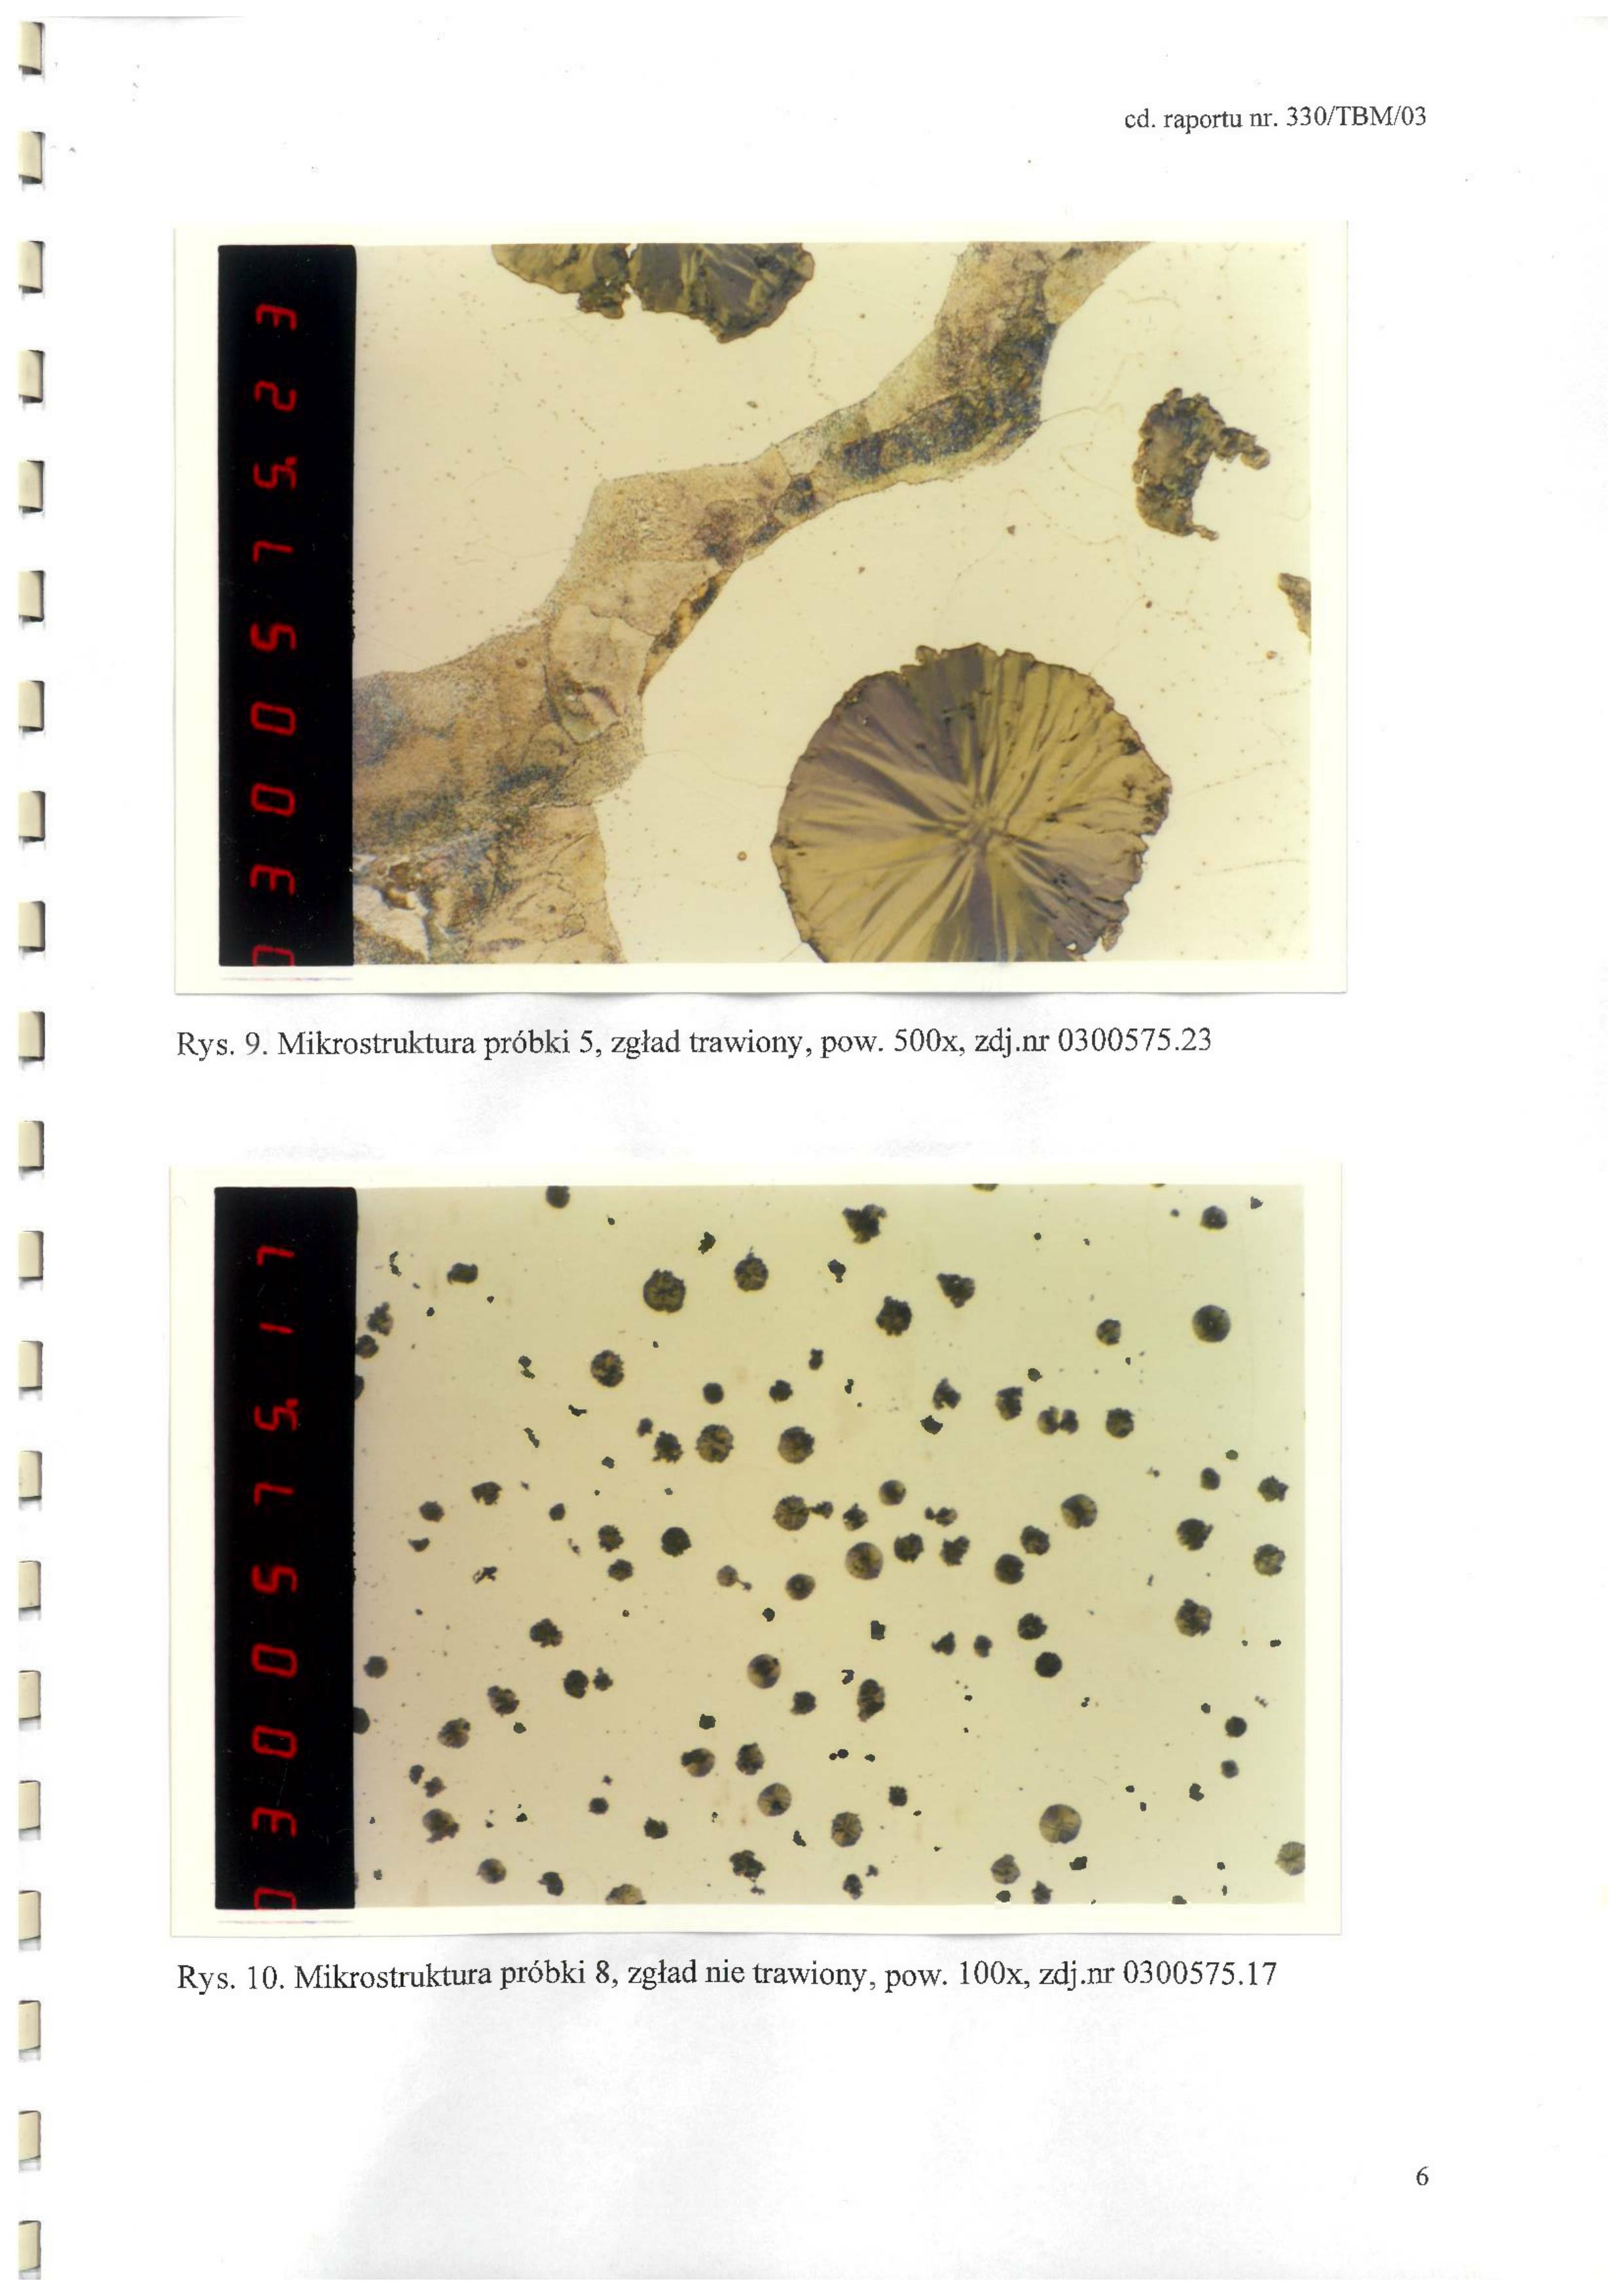 cd. raportu nr. 330/TBM/03
0300575.23
Rys. 9. Mikrostruktura próbki 5, zgład trawiony, pow. 500x, zdj.nr 0300575.23
0300575.17
Rys. 10. Mikrostruktura próbki 8, zgład nie trawiony, pow. 100x, zdj.nr 0300575.17
6